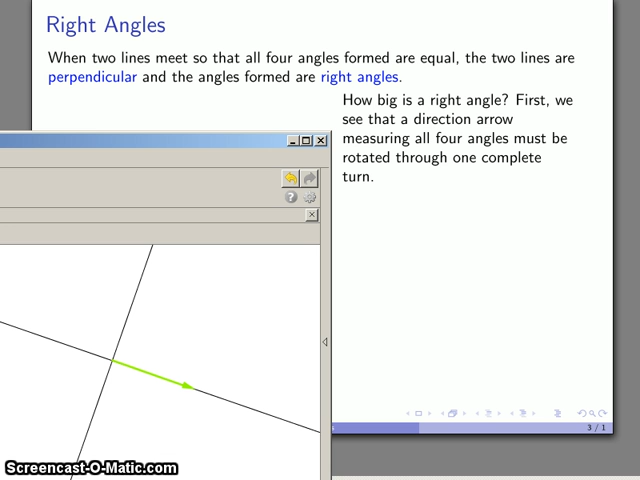 Right Angles
When two lines meet so that all four angles formed are equal, the two lines are
perpendicular and the angles formed are right angles.
How big is a right angle? First, we
see that a direction arrow
measuring all four angles must be
rotated through one complete
turn.
3 / 1
Screencast-O-Matic.com